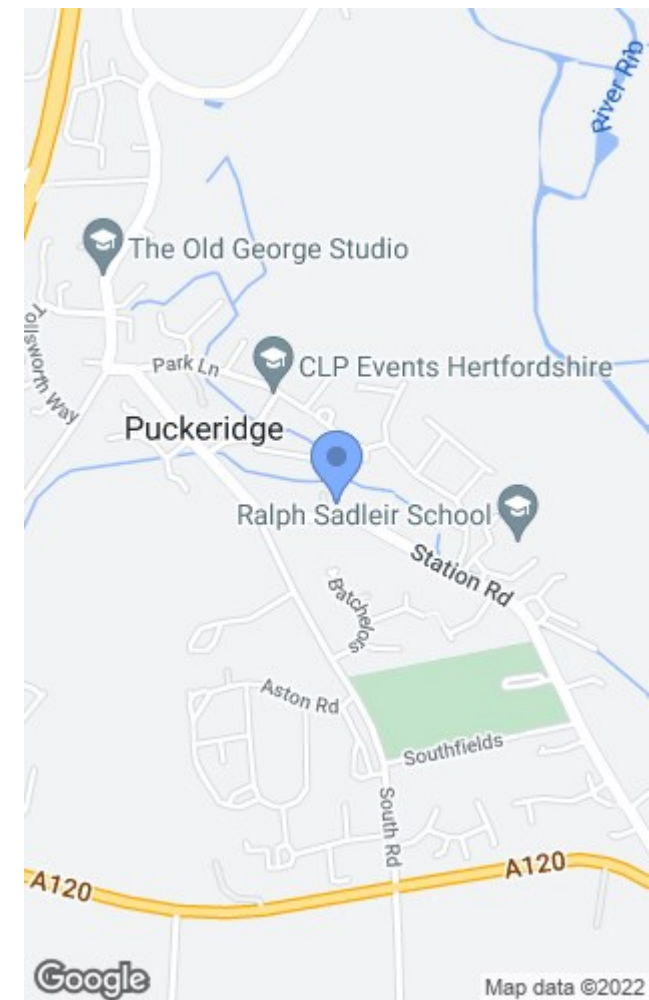 River Rib
The Old George Studio
Tollsworth Way
Park Ln
CLP Events Hertfordshire
Puckeridge
Ralph Sadleir School
Station Rd
Batchelors
Aston Rd
Southfields
South Rd
A120
A120
Google
Map data ©2022